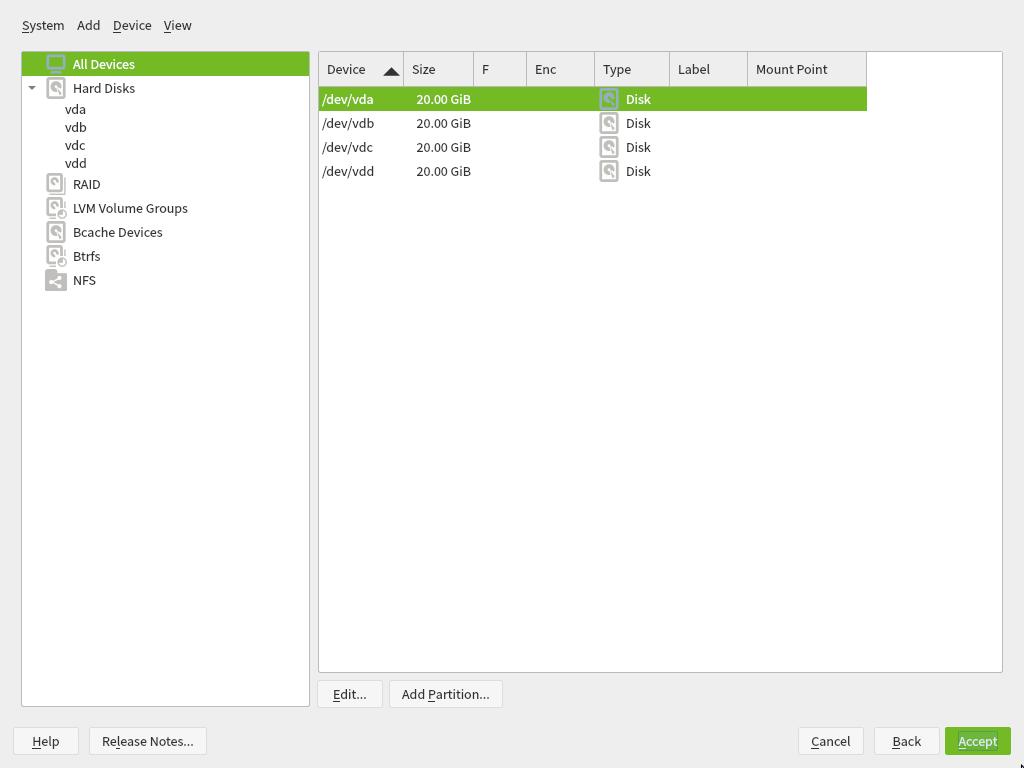 System Add Device View
All Devices
Hard Disks
vda
vdb
vdc
vdd
RAID
LVM Volume Groups
Bcache Devices
Btrfs
NFS
Device Size F Enc Type Label Mount Point
/dev/vda 20.00 GiB Disk
/dev/vdb 20.00 GiB Disk
/dev/vdc 20.00 GiB Disk
/dev/vdd 20.00 GiB Disk
Edit... Add Partition...
Help Release Notes... Cancel Back Accept